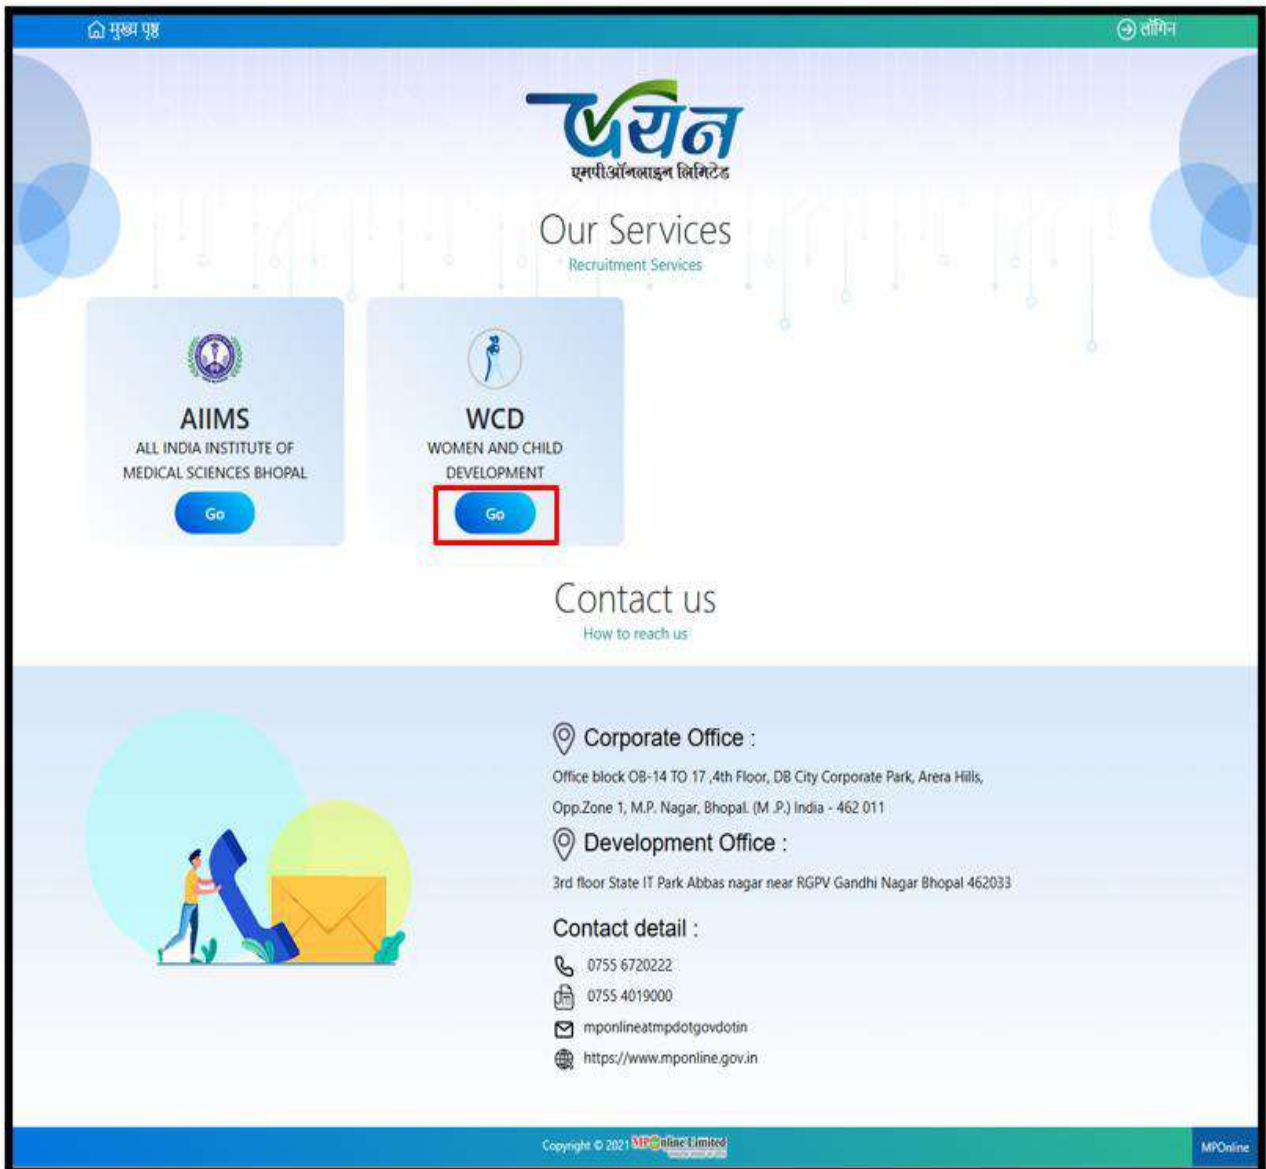 मुख्य पृष्ठ
लॉगिन
चयन
एमपीऑनलाइन लिमिटेड
Our Services
Recruitment Services
AIIMS
ALL INDIA INSTITUTE OF
MEDICAL SCIENCES BHOPAL
Go
WCD
WOMEN AND CHILD
DEVELOPMENT
Go
Contact us
How to reach us
Corporate Office :
Office block OB-14 TO 17 ,4th Floor, DB City Corporate Park, Arera Hills,
Opp.Zone 1, M.P. Nagar, Bhopal. (M .P.) India - 462 011
Development Office :
3rd floor State IT Park Abbas nagar near RGPV Gandhi Nagar Bhopal 462033
Contact detail :
0755 6720222
0755 4019000
mponlineatmpdotgovdotin
https://www.mponline.gov.in
Copyright © 2021 MPOnline Limited
MPOnline